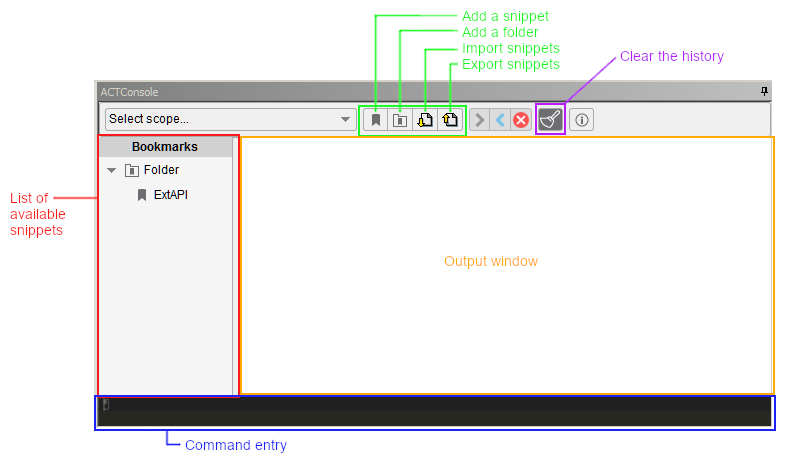 Add a snippet
Add a folder
Import snippets
Export snippets
Clear the history
ACTConsole
Select scope...
Bookmarks
Folder
ExtAPI
List of
available
snippets
Output window
Command entry